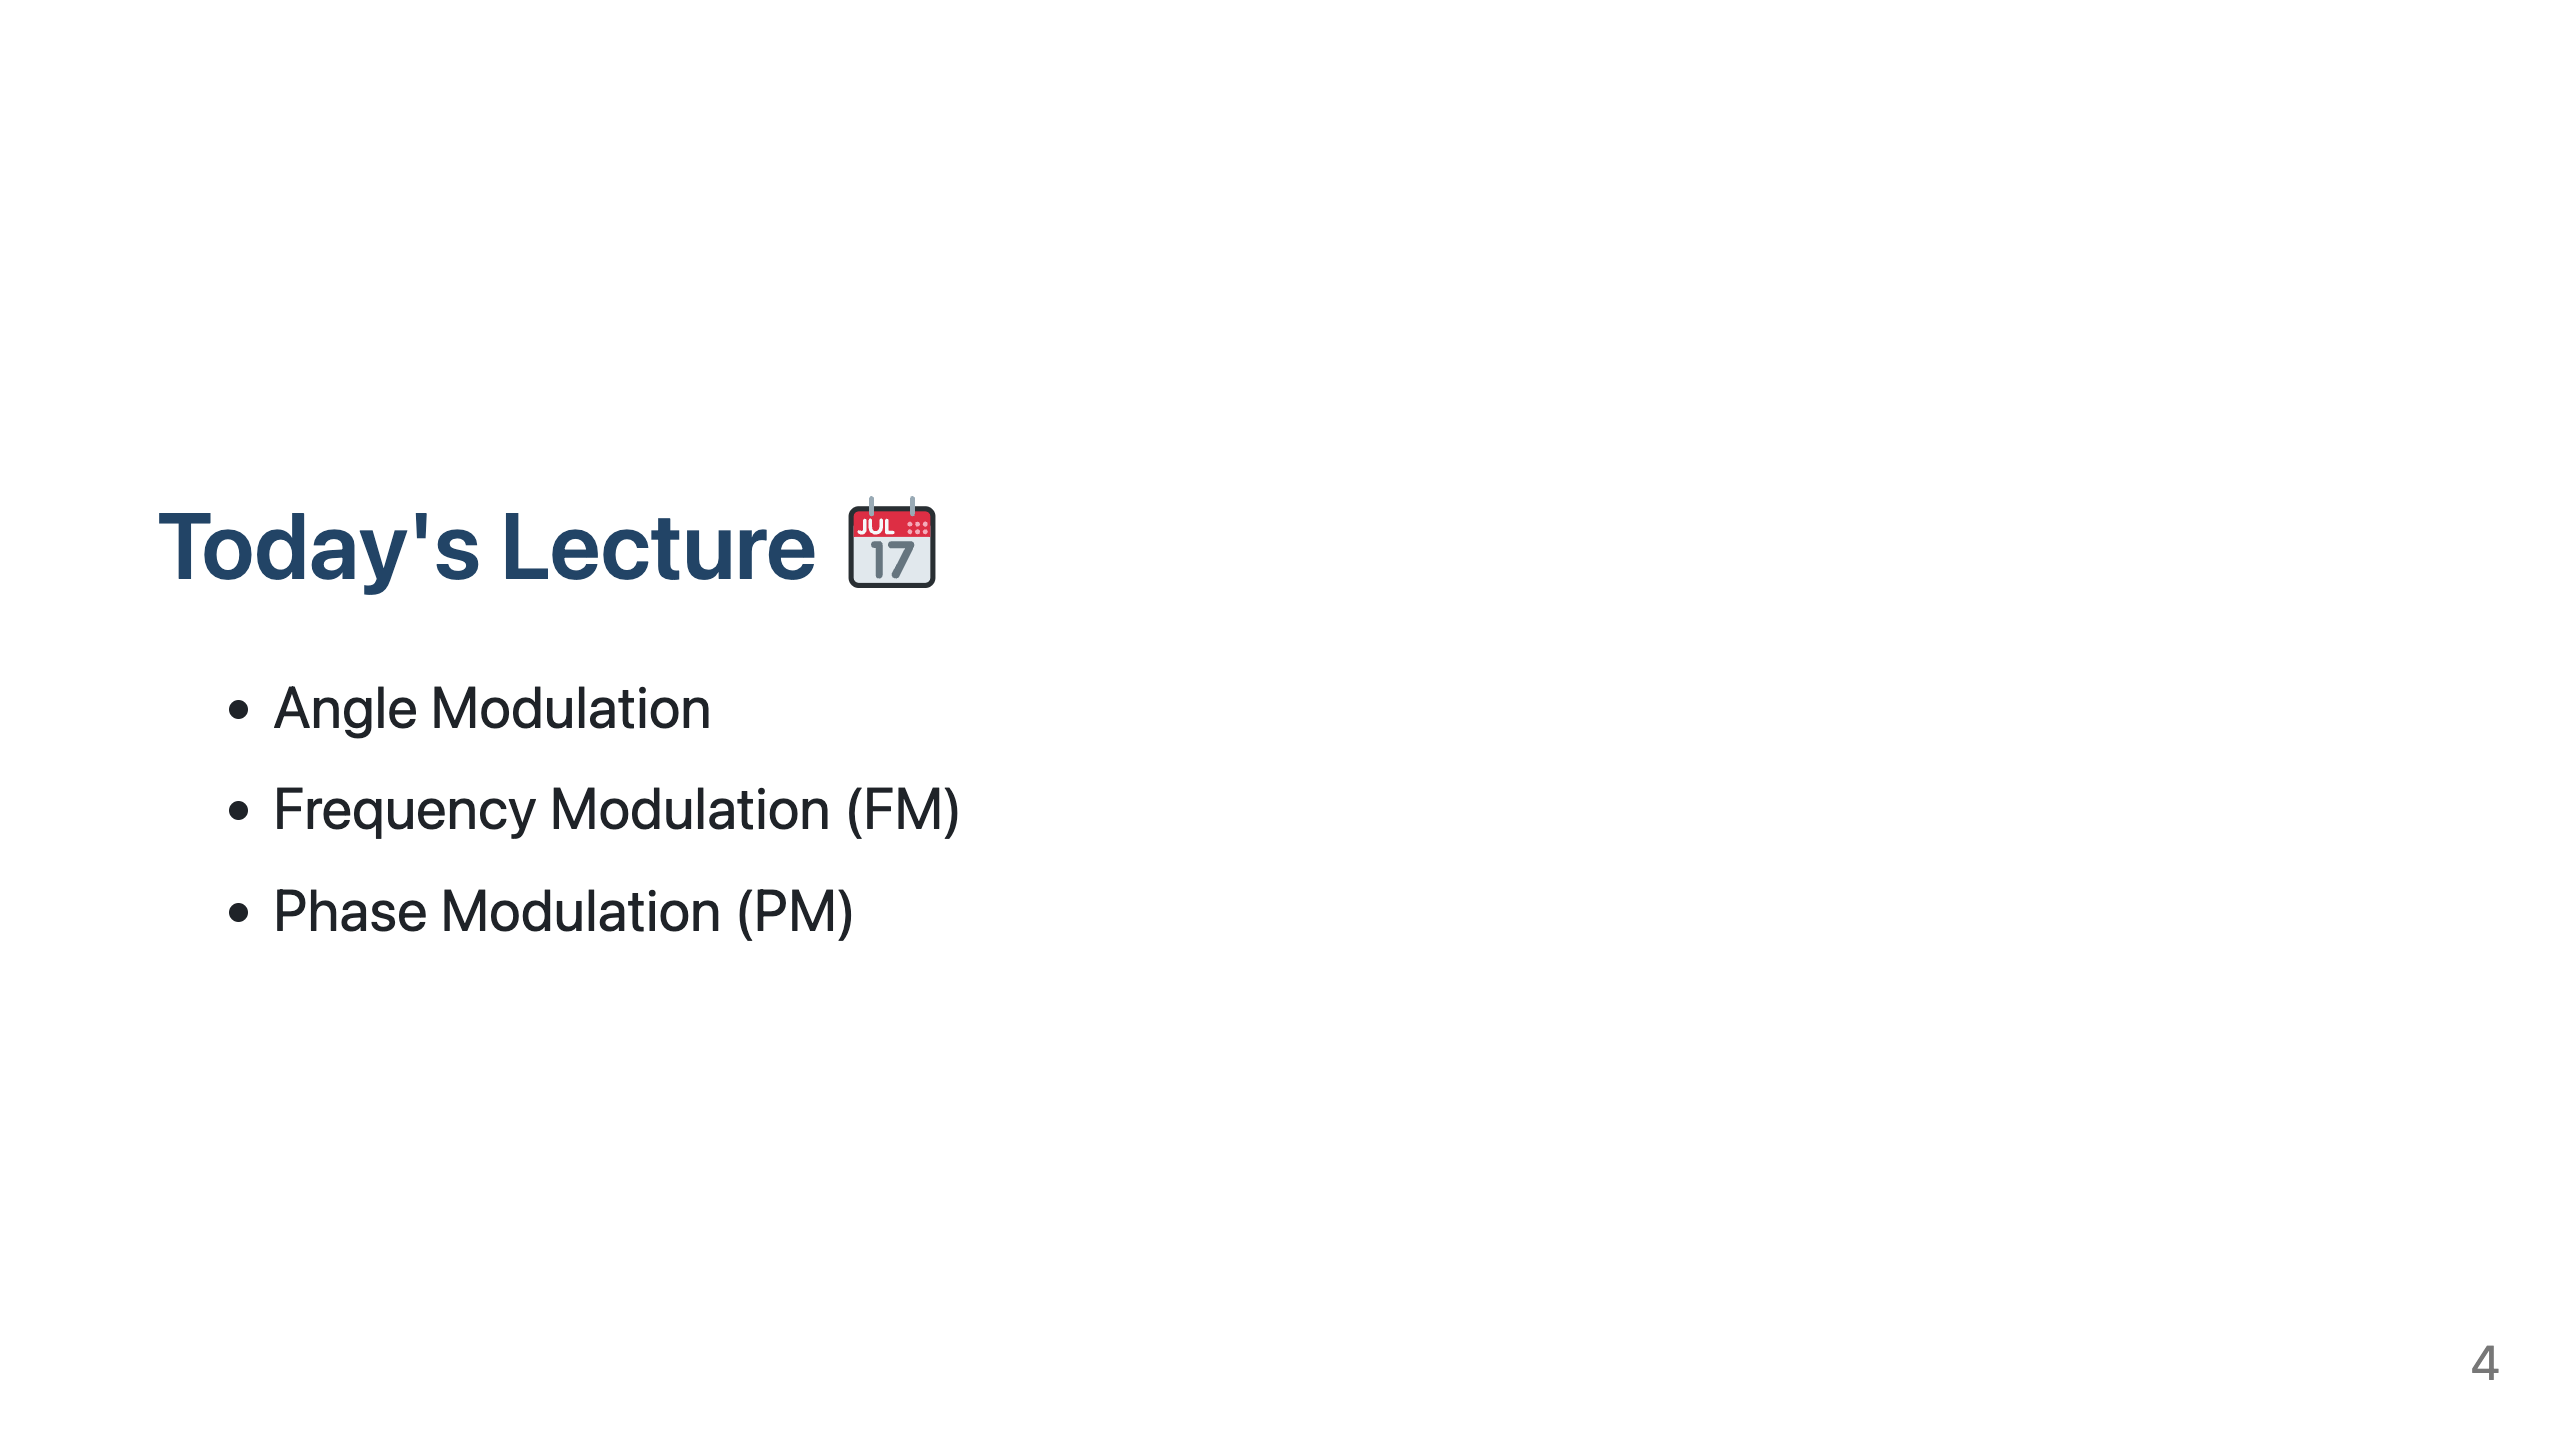 Today's Lecture 📅
JUL
17
• Angle Modulation
• Frequency Modulation (FM)
• Phase Modulation (PM)
4